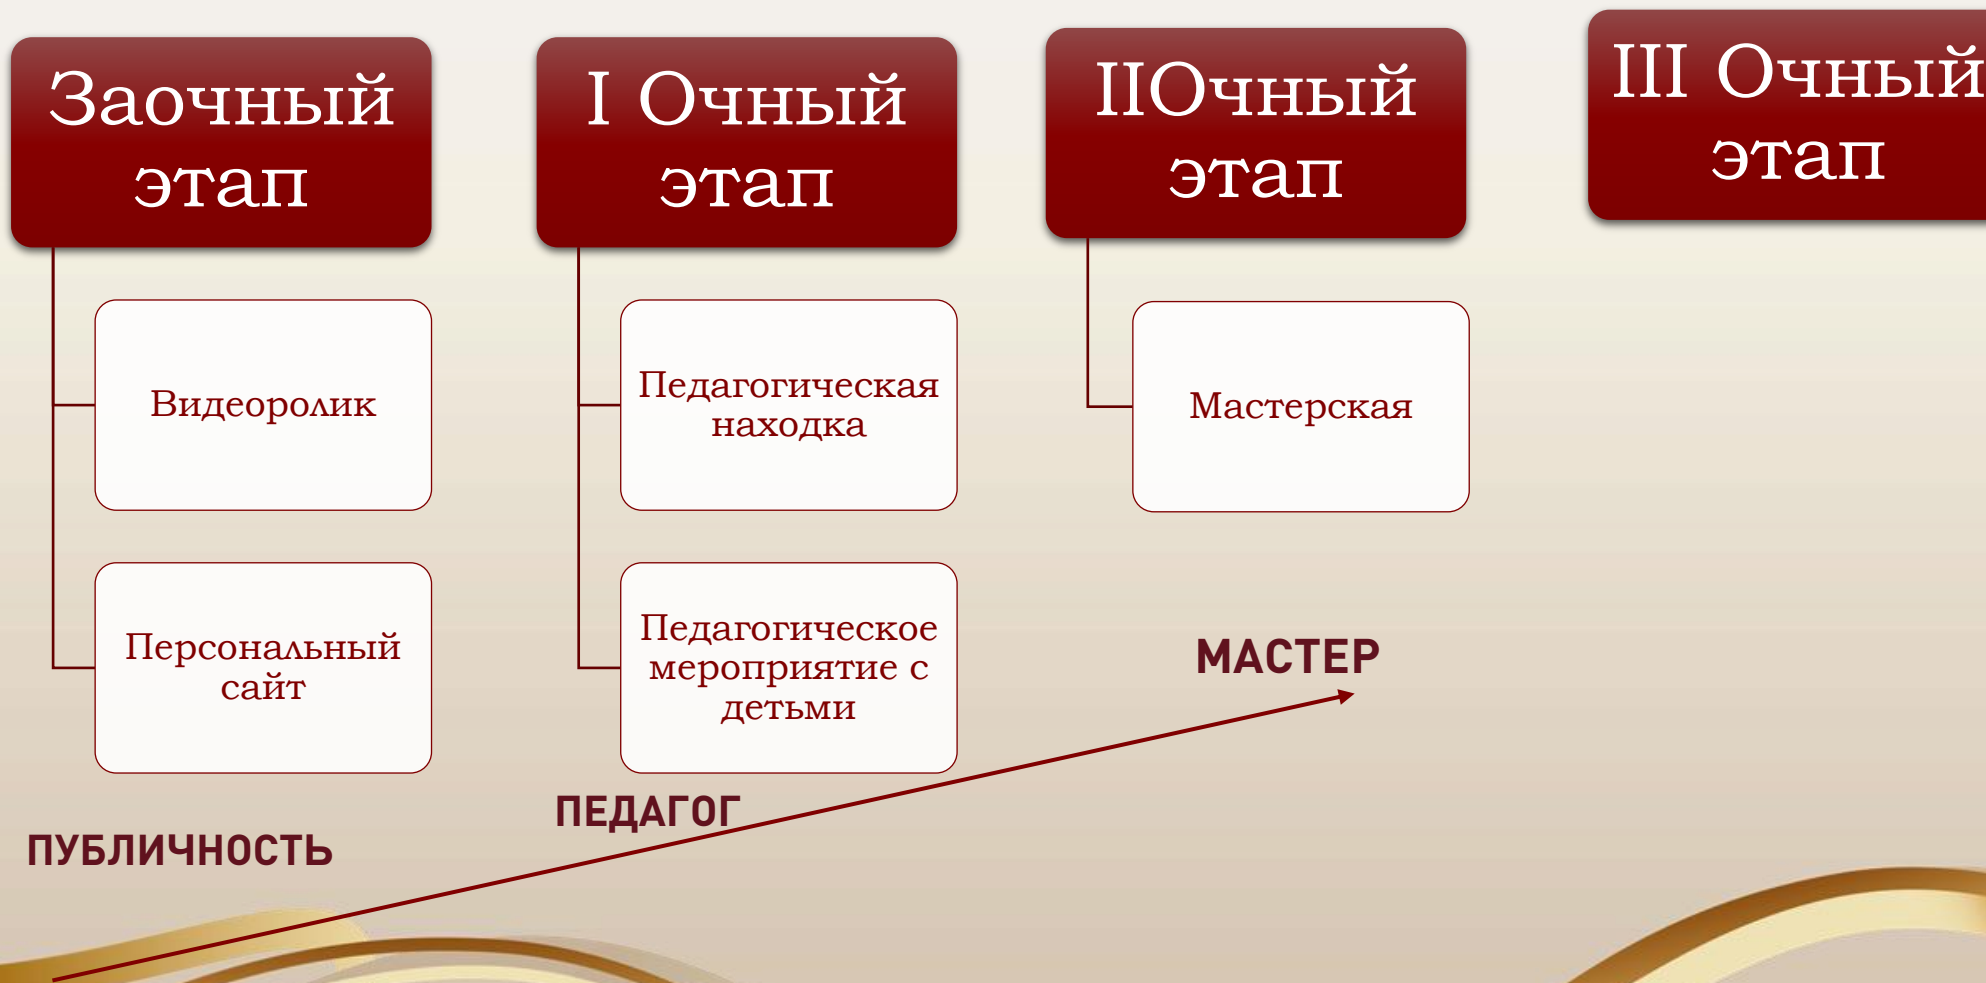 Заочный
этап
Видеоролик
Персональный
сайт
I Очный
этап
Педагогическая
находка
Педагогическое
мероприятие с
детьми
IIОчный
этап
Мастерская
III Очный
этап
ПУБЛИЧНОСТЬ
ПЕДАГОГ
МАСТЕР